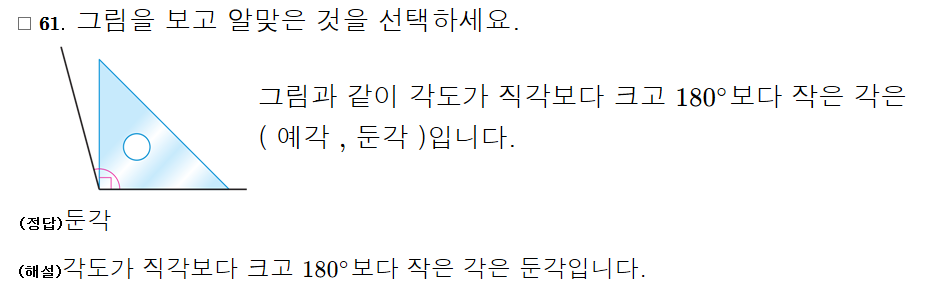 □ 61. 그림을 보고 알맞은 것을 선택하세요.
그림과 같이 각도가 직각보다 크고 180°보다 작은 각은
( 예각 , 둔각 )입니다.
(정답)둔각
(해설)각도가 직각보다 크고 180°보다 작은 각은 둔각입니다.